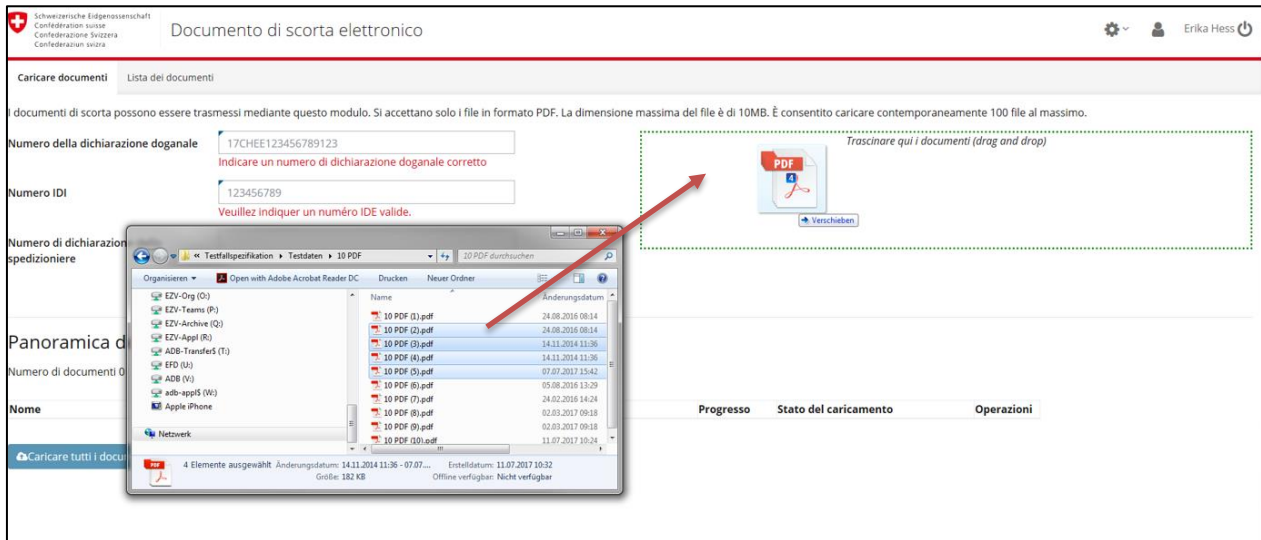 Schweizerische Eidgenossenschaft
Confédération suisse
Confederazione Svizzera
Confederaziun svizra
Documento di scorta elettronico
Erika Hess
Caricare documenti Lista dei documenti
I documenti di scorta possono essere trasmessi mediante questo modulo. Si accettano solo i file in formato PDF. La dimensione massima del file è di 10MB. È consentito caricare contemporaneamente 100 file al massimo.
Numero della dichiarazione doganale 17CHEE123456789123
Indicare un numero di dichiarazione doganale corretto
Numero IDI 123456789
Veuillez indiquer un numéro IDE valide.
Numero di dichiarazion
spedizioniere
Trascinare qui i documenti (drag and drop)
PDF
4
Verschieben
« Testfallspezifikation Testdaten 10 PDF 10 PDF durchsuchen
Organisieren Open with Adobe Acrobat Reader DC Drucken Neuer Ordner
EZV-Org (O:)
EZV-Teams (P:)
EZV-Archive (Q:)
EZV-Appl (R:)
ADB-Transfer$ (T:)
EFD (U:)
ADB (V:)
adb-appl$ (W:)
Apple iPhone
Netzwerk
Name Änderungsdatum
10 PDF (1).pdf 24.08.2016 08:14
10 PDF (2).pdf 24.08.2016 08:14
10 PDF (3).pdf 14.11.2014 11:36
10 PDF (4).pdf 14.11.2014 11:36
10 PDF (5).pdf 07.07.2017 15:42
10 PDF (6).pdf 05.08.2016 13:29
10 PDF (7).pdf 24.02.2016 14:24
10 PDF (8).pdf 02.03.2017 09:18
10 PDF (9).pdf 02.03.2017 09:18
10 PDF (10).pdf 11.07.2017 10:24
PDF
4 Elemente ausgewählt Änderungsdatum: 14.11.2014 11:36 - 07.07.... Erstelldatum: 11.07.2017 10:32
Größe: 182 KB Offline verfügbar: Nicht verfügbar
Panoramica d
Numero di documenti 0
Nome Progresso Stato del caricamento Operazioni
Caricare tutti i docu